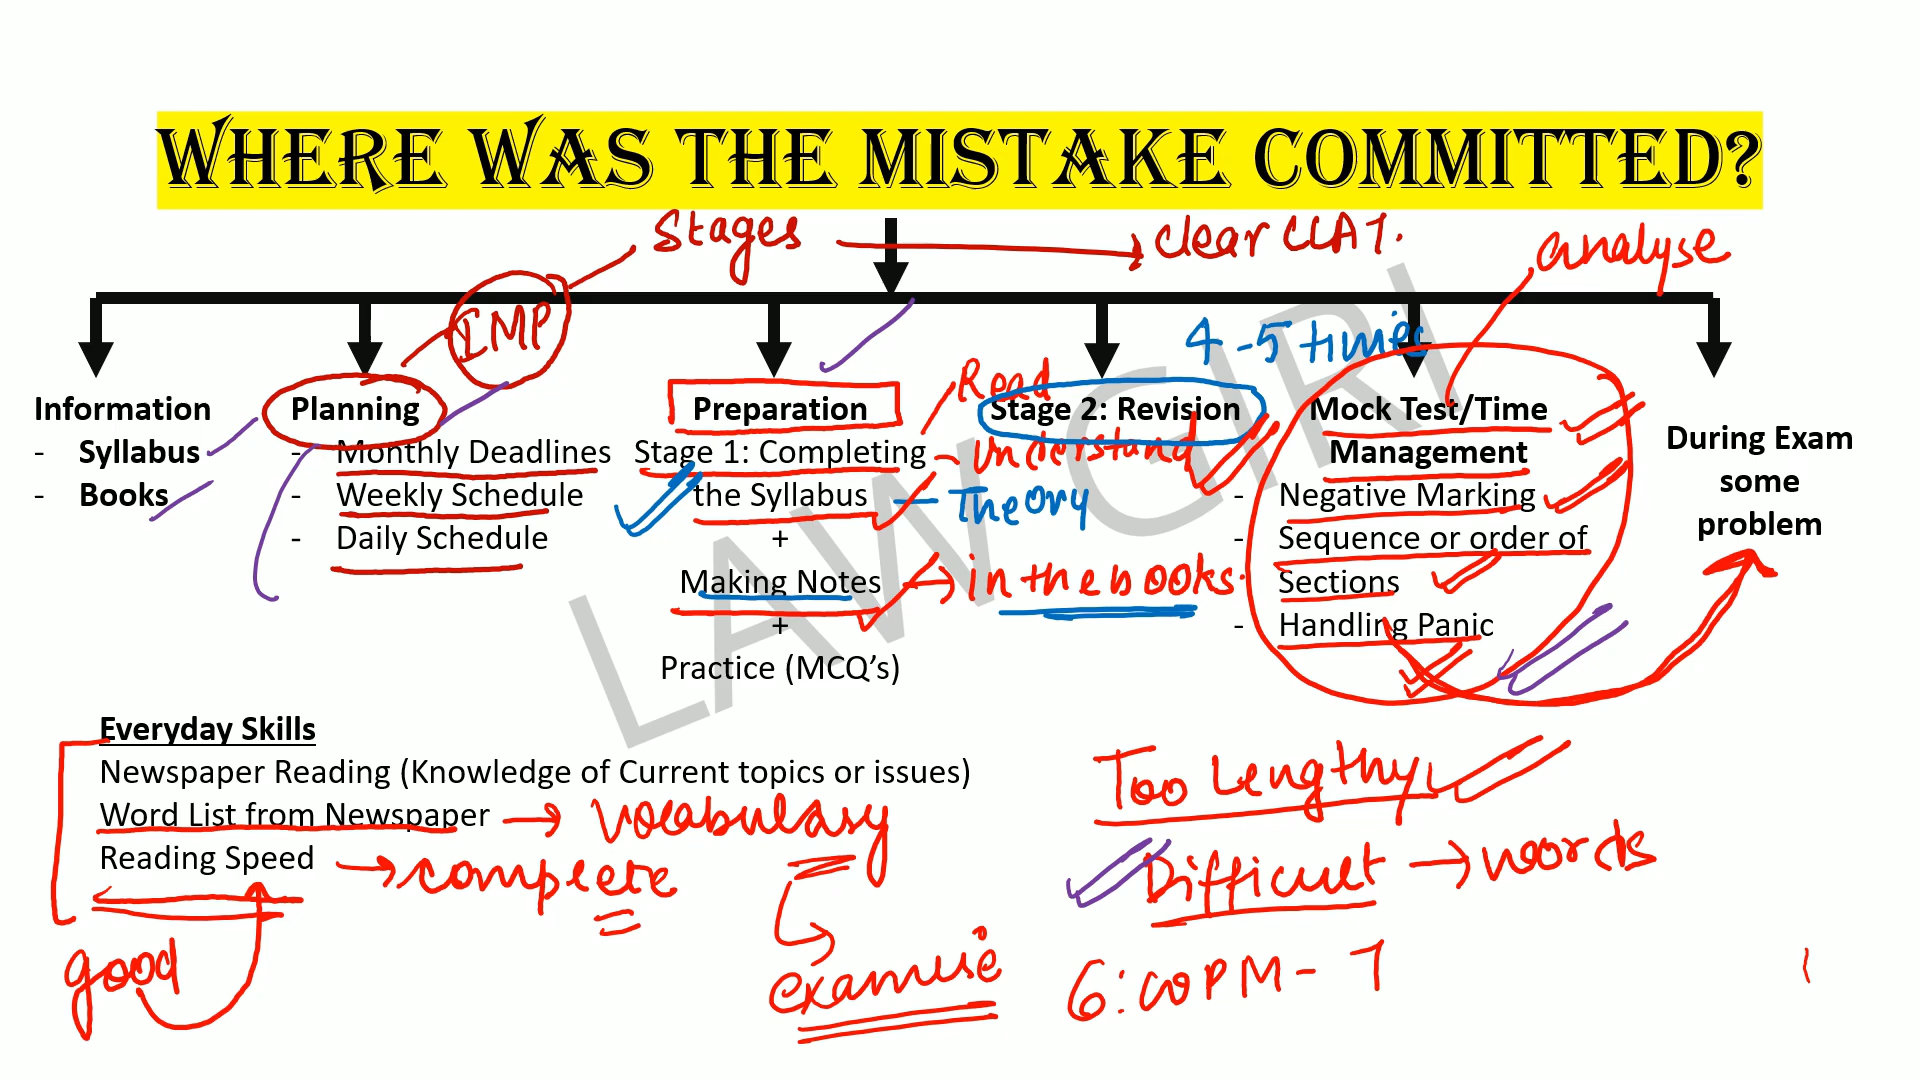 WHERE WAS THE MISTAKE COMMITTED?
Stages
clear CLAT.
analyse
IMP
4-5 times
Information
- Syllabus
- Books
Planning
- Monthly Deadlines
- Weekly Schedule
- Daily Schedule
Preparation
Stage 1: Completing
the Syllabus
+
Making Notes
+
Practice (MCQ's)
Read
Understand
Theory
in the books
Stage 2: Revision
Mock Test/Time
Management
- Negative Marking
- Sequence or order of
Sections
- Handling Panic
During Exam
some
problem
LAW GIRI
Everyday Skills
Newspaper Reading (Knowledge of Current topics or issues)
Word List from Newspaper
vocabulary
Reading Speed
good
Too Lengthy
Difficult
words
6:00PM - 7